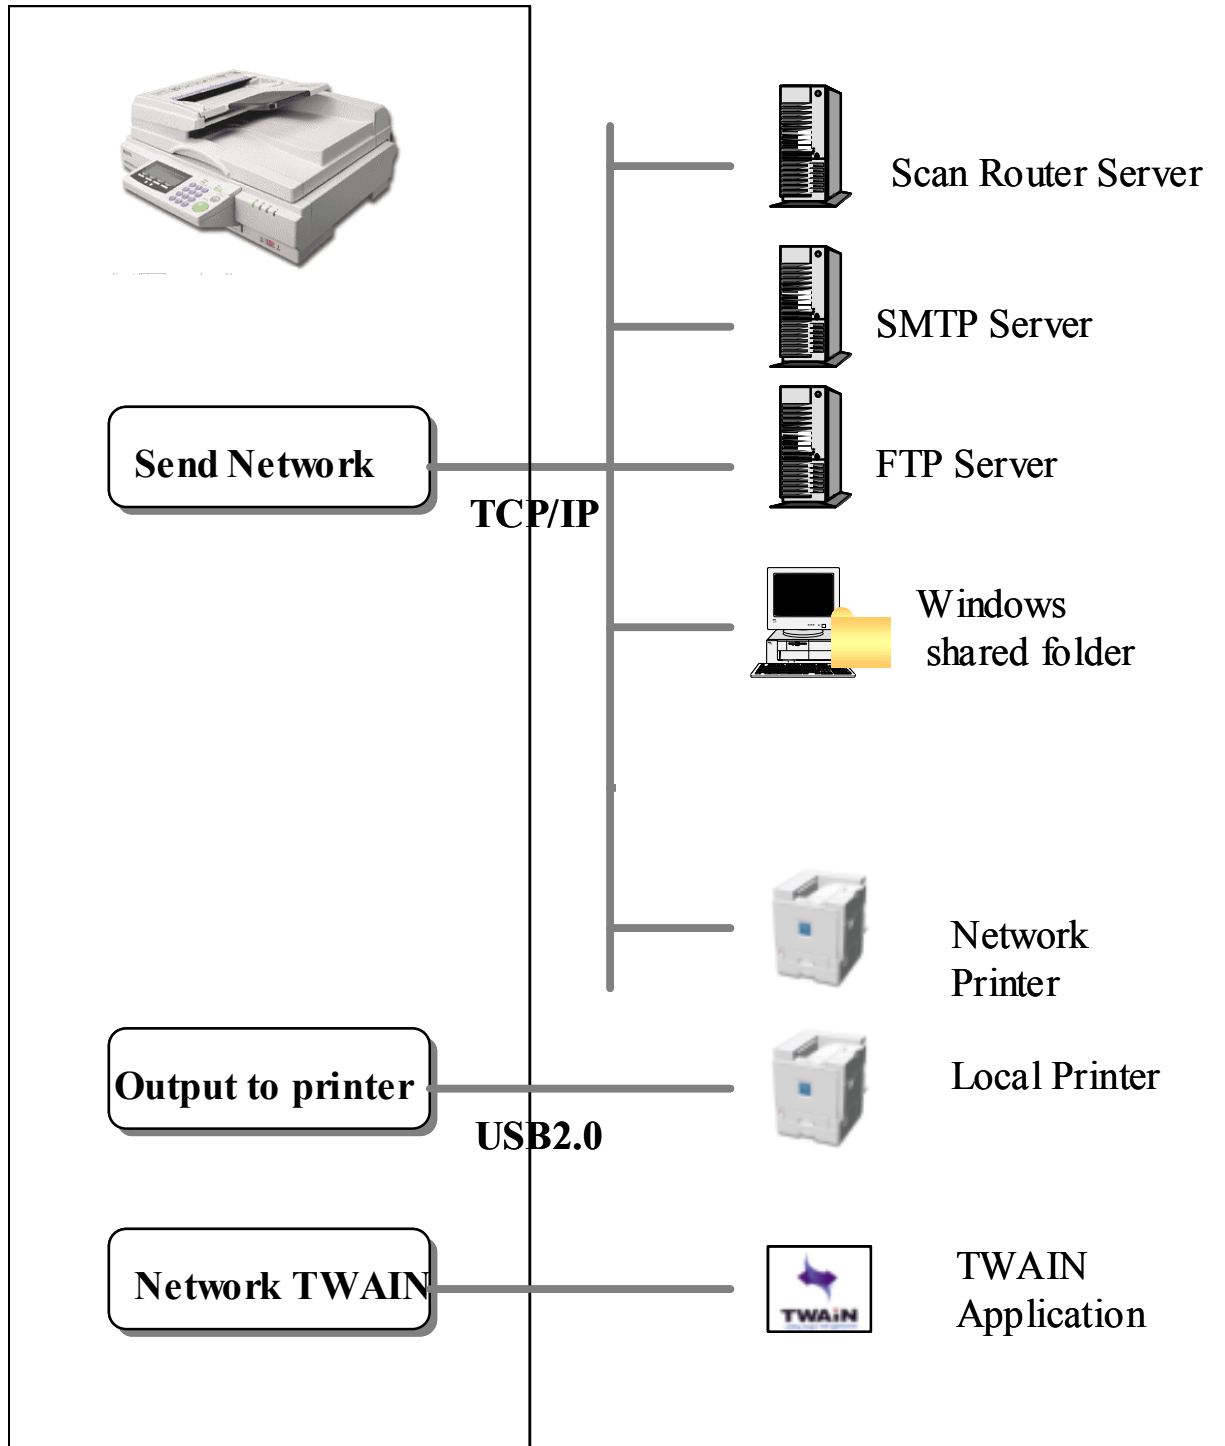 Scan Router Server
SMTP Server
Send Network
FTP Server
TCP/IP
Windows
shared folder
Network
Printer
Output to printer
Local Printer
USB2.0
Network TWAIN
TWAIN
TWAIN
Application